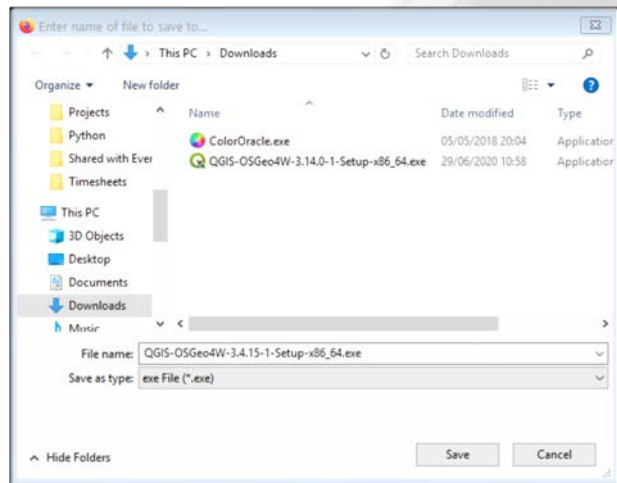 Enter name of file to save to...
This PC > Downloads
Search Downloads
Organize
New folder
Projects
Python
Shared with Ever
Timesheets
This PC
3D Objects
Desktop
Documents
Downloads
Music
Name
Date modified
Type
ColorOracle.exe
05/05/2018 20:04
Application
QGIS-OSGeo4W-3.14.0-1-Setup-x86_64.exe
29/06/2020 10:58
Application
File name: QGIS-OSGeo4W-3.4.15-1-Setup-x86_64.exe
Save as type: exe File (*.exe)
Hide Folders
Save
Cancel